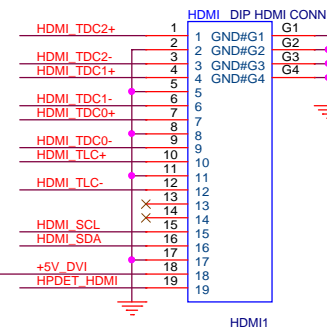 HDMI DIP HDMI CONN
HDMI_TDC2+ 1 1 GND#G1 G1
2 2 GND#G2 G2
HDMI_TDC2- 3 3 GND#G3 G3
HDMI_TDC1+ 4 4 GND#G4 G4
5 5
HDMI_TDC1- 6 6
HDMI_TDC0+ 7 7
8 8
HDMI_TDC0- 9 9
HDMI_TLC+ 10 10
11 11
HDMI_TLC- 12 12
13 13
14 14
HDMI_SCL 15 15
HDMI_SDA 16 16
17 17
+5V_DVI 18 18
HPDET_HDMI 19 19
HDMI1